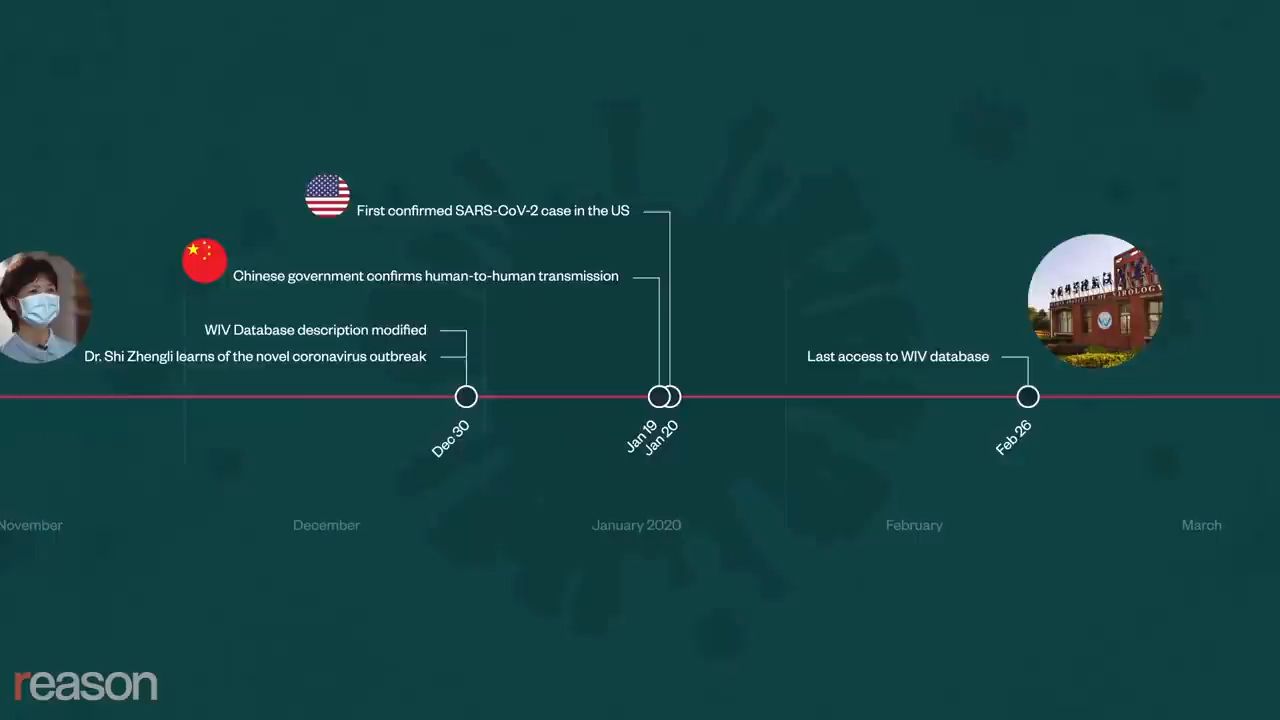 First confirmed SARS-CoV-2 case in the US
Chinese government confirms human-to-human transmission
WIV Database description modified
Dr. Shi Zhengli learns of the novel coronavirus outbreak
Last access to WIV database
Dec 30
Jan 19
Jan 20
Feb 26
November
December
January 2020
February
March
reason